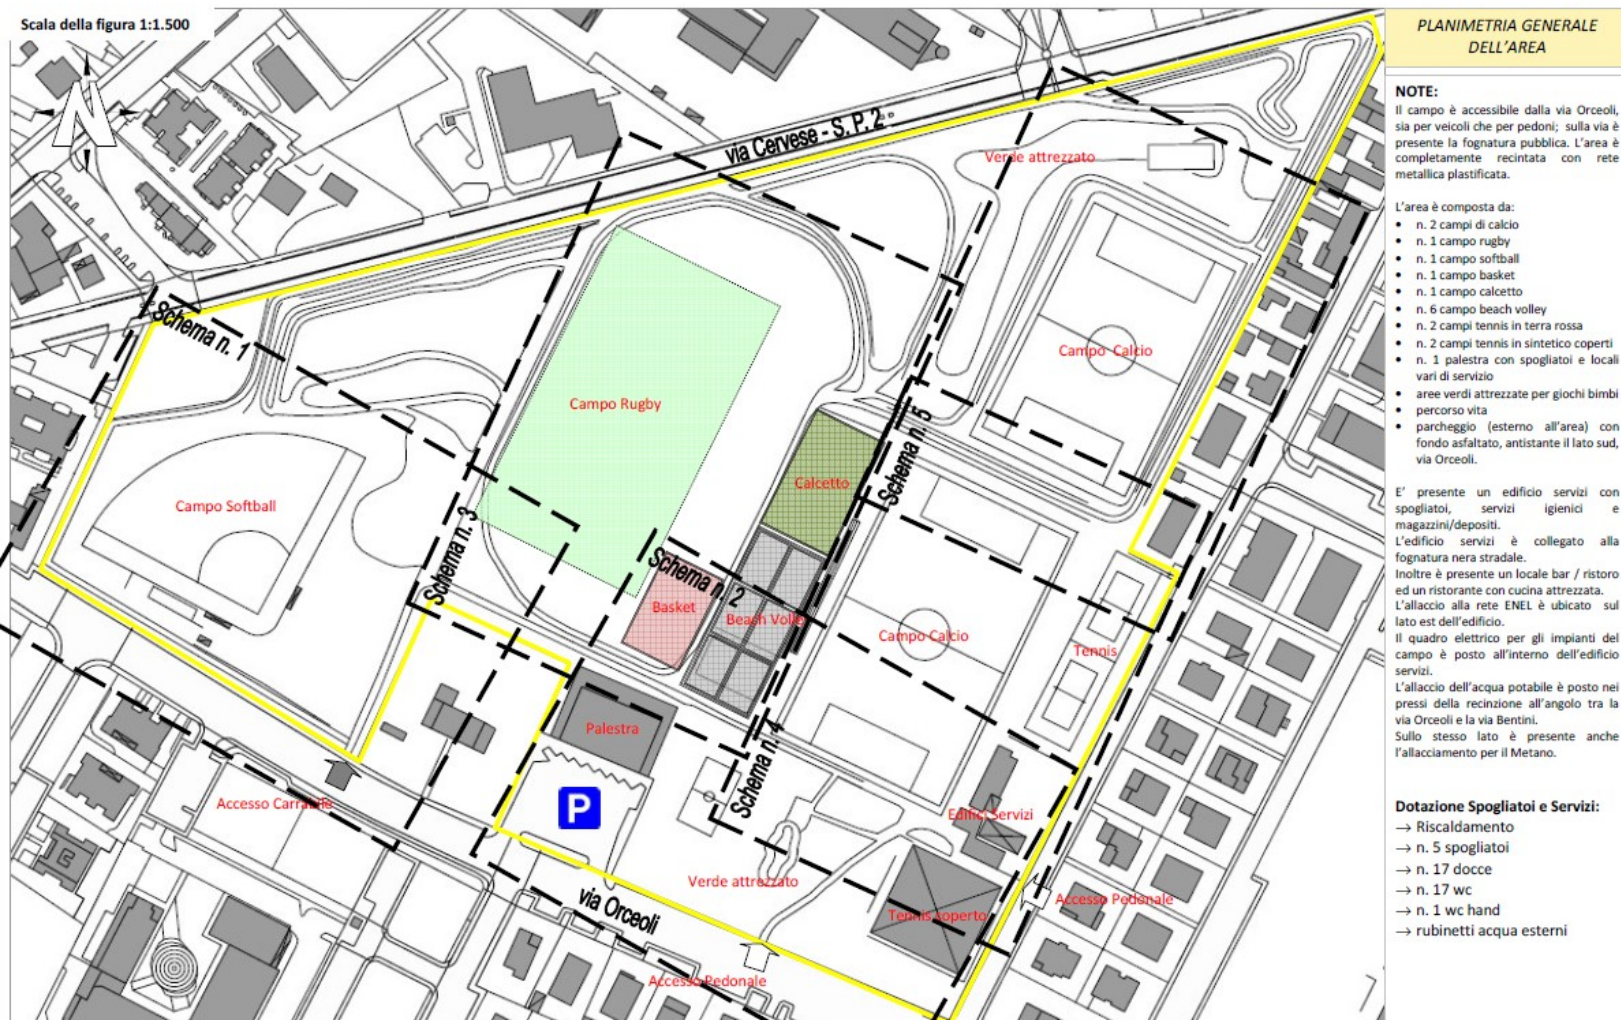 Scala della figura 1:1.500
N
via Cervese - S. P. 2
Verde attrezzato
Schema n. 1
Campo Calcio
Campo Rugby
Schema n. 5
Calcetto
Campo Softball
Schema n. 3
Schema n. 2
Basket
Beach Volle
Campo Calcio
Tennis
Palestra
Schema n. 4
Accesso Carrabile
P
Edifici Servizi
Verde attrezzato
via Orceoli
Tennis coperto
Accesso Pedonale
Accesso Pedonale
PLANIMETRIA GENERALE
DELL'AREA
NOTE:
Il campo è accessibile dalla via Orceoli,
sia per veicoli che per pedoni; sulla via è
presente la fognatura pubblica. L'area è
completamente recintata con rete
metallica plastificata.
L'area è composta da:
• n. 2 campi di calcio
• n. 1 campo rugby
• n. 1 campo softball
• n. 1 campo basket
• n. 1 campo calcetto
• n. 6 campo beach volley
• n. 2 campi tennis in terra rossa
• n. 2 campi tennis in sintetico coperti
• n. 1 palestra con spogliatoi e locali
vari di servizio
• aree verdi attrezzate per giochi bimbi
• percorso vita
• parcheggio (esterno all'area) con
fondo asfaltato, antistante il lato sud,
via Orceoli.
E' presente un edificio servizi con
spogliatoi, servizi igienici e
magazzini/depositi.
L'edificio servizi è collegato alla
fognatura nera stradale.
Inoltre è presente un locale bar / ristoro
ed un ristorante con cucina attrezzata.
L'allaccio alla rete ENEL è ubicato sul
lato est dell'edificio.
Il quadro elettrico per gli impianti del
campo è posto all'interno dell'edificio
servizi.
L'allaccio dell'acqua potabile è posto nei
pressi della recinzione all'angolo tra la
via Orceoli e la via Bentini.
Sullo stesso lato è presente anche
l'allacciamento per il Metano.
Dotazione Spogliatoi e Servizi:
→ Riscaldamento
→ n. 5 spogliatoi
→ n. 17 docce
→ n. 17 wc
→ n. 1 wc hand
→ rubinetti acqua esterni